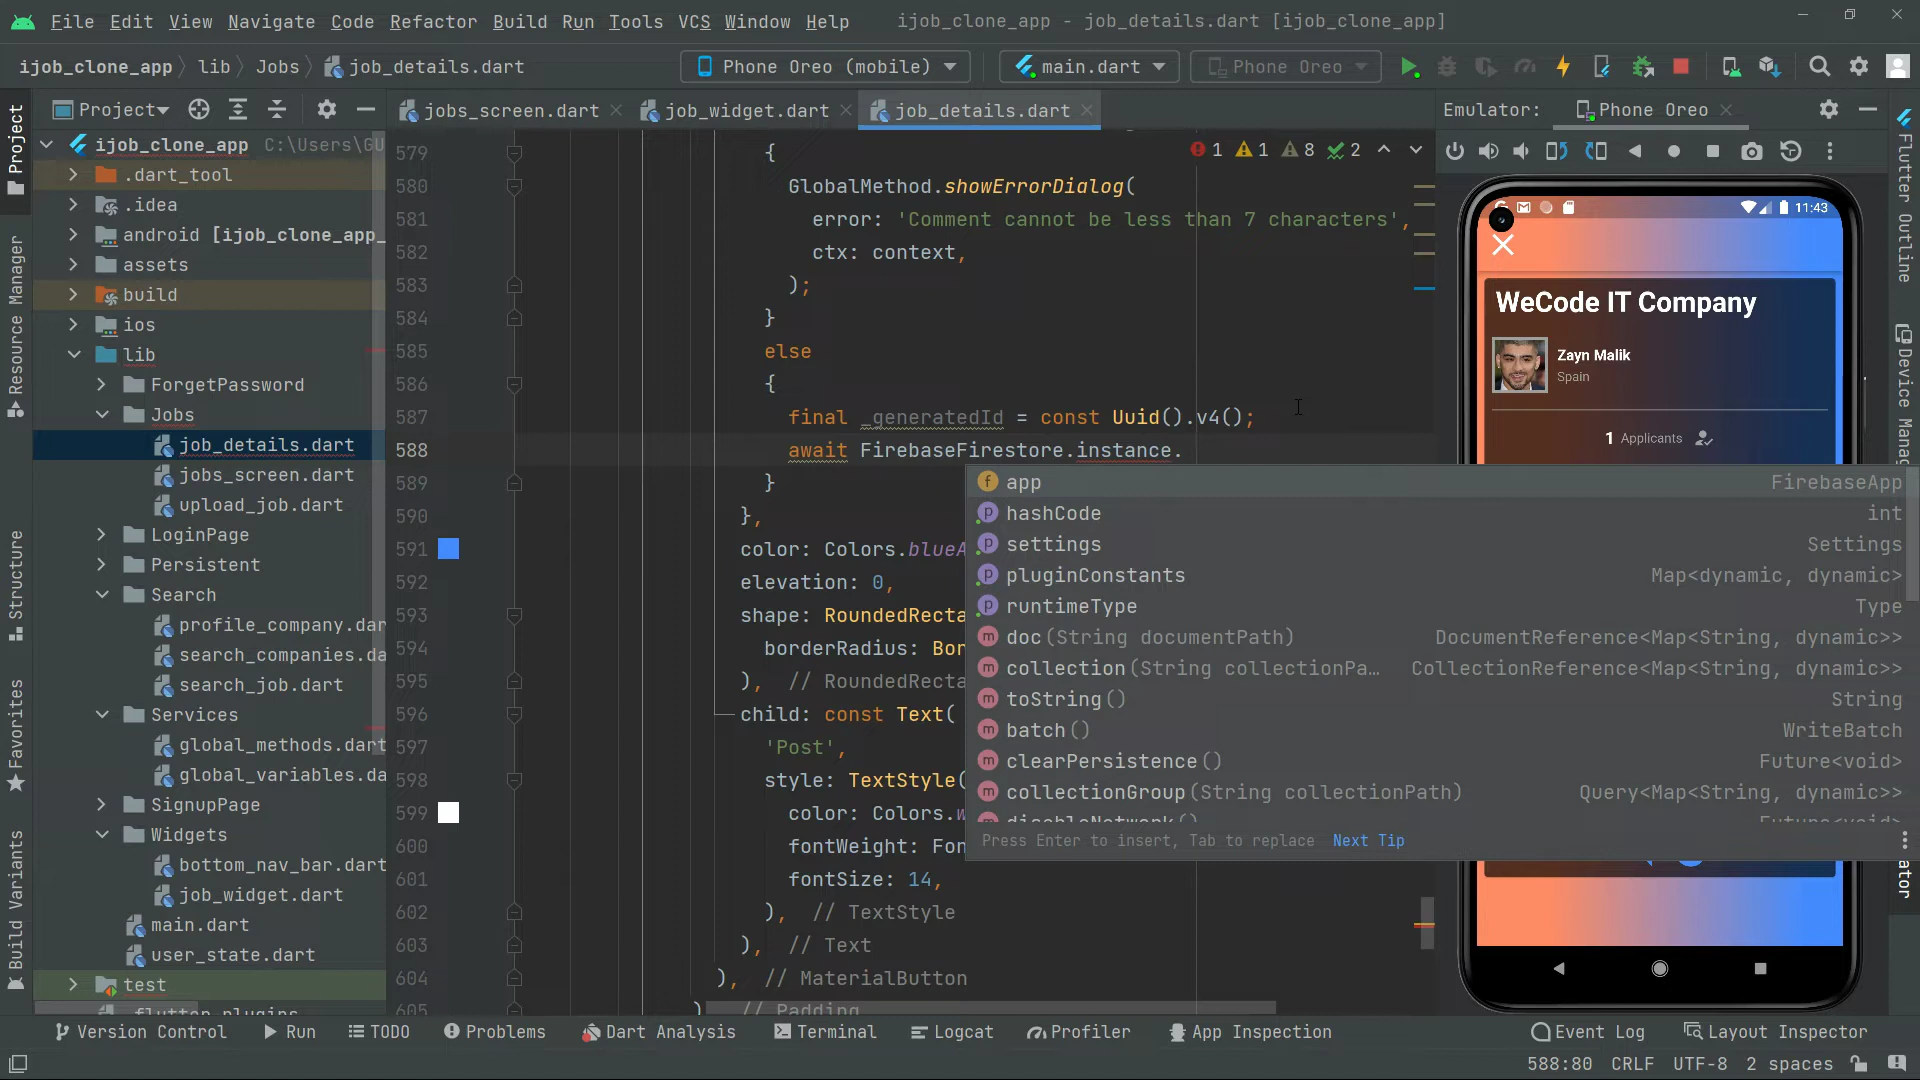 File Edit View Navigate Code Refactor Build Run Tools VCS Window Help ijob_clone_app - job_details.dart [ijob_clone_app]
ijob_clone_app lib Jobs job_details.dart Phone Oreo (mobile) main.dart Phone Oreo
Project jobs_screen.dart job_widget.dart job_details.dart Emulator: Phone Oreo
Project
Resource Manager
Structure
Favorites
Build Variants
ijob_clone_app C:\Users\GU
.dart_tool
.idea
android [ijob_clone_app_
assets
build
ios
lib
ForgetPassword
Jobs
job_details.dart
jobs_screen.dart
upload_job.dart
LoginPage
Persistent
Search
profile_company.dar
search_companies.da
search_job.dart
Services
global_methods.dart
global_variables.da
SignupPage
Widgets
bottom_nav_bar.dart
job_widget.dart
main.dart
user_state.dart
test
1 1 8 2
579 {
580 GlobalMethod.showErrorDialog(
581 error: 'Comment cannot be less than 7 characters',
582 ctx: context,
583 );
584 }
585 else
586 {
587 final _generatedId = const Uuid().v4();
588 await FirebaseFirestore.instance.
589 }
590 },
591 color: Colors.blueA
592 elevation: 0,
593 shape: RoundedRecta
594 borderRadius: Bor
595 ), // RoundedRecta
596 child: const Text(
597 'Post',
598 style: TextStyle(
599 color: Colors.w
600 fontWeight: Fon
601 fontSize: 14,
602 ), // TextStyle
603 ), // Text
604 ), // MaterialButton
605 ) // Padding
app FirebaseApp
hashCode int
settings Settings
pluginConstants Map<dynamic, dynamic>
runtimeType Type
doc(String documentPath) DocumentReference<Map<String, dynamic>>
collection(String collectionPa… CollectionReference<Map<String, dynamic>>
toString() String
batch() WriteBatch
clearPersistence() Future<void>
collectionGroup(String collectionPath) Query<Map<String, dynamic>>
disableNetwork() Future<void>
Press Enter to insert, Tab to replace Next Tip
11:43
WeCode IT Company
Zayn Malik
Spain
1 Applicants
Flutter Outline
Device Manag
ator
Version Control Run TODO Problems Dart Analysis Terminal Logcat Profiler App Inspection Event Log Layout Inspector
588:80 CRLF UTF-8 2 spaces